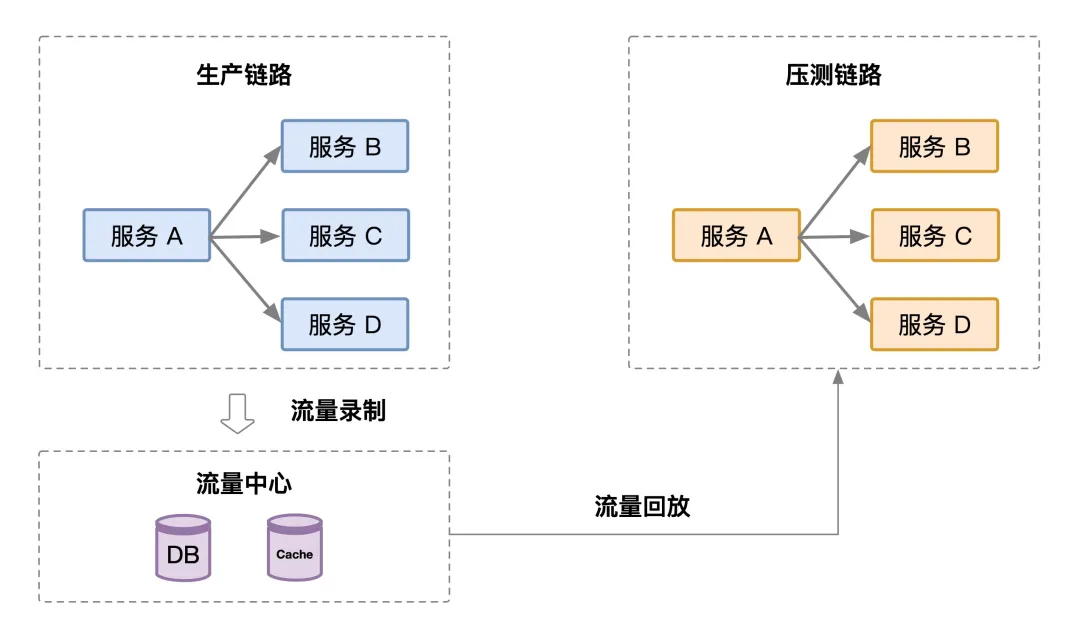 生产链路
服务 B
服务 A
服务 C
服务 D
压测链路
服务 B
服务 A
服务 C
服务 D
流量录制
流量中心
DB
Cache
流量回放